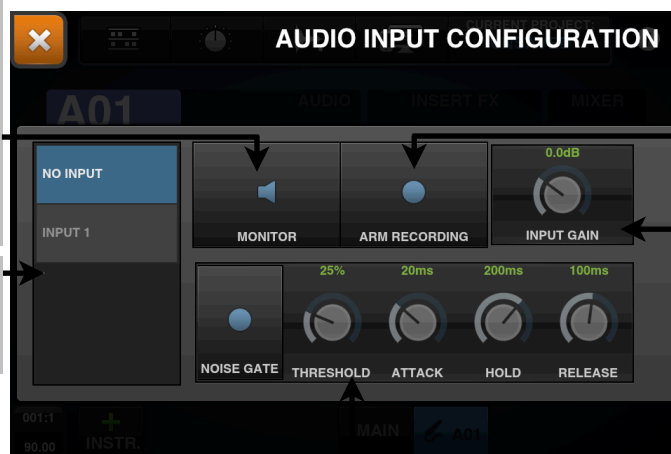 CURRENT PROJECT:
AUDIO INPUT CONFIGURATION
A01
AUDIO
INSERT FX
MIXER
NO INPUT
INPUT 1
MONITOR
ARM RECORDING
0.0dB
INPUT GAIN
NOISE GATE
25%
THRESHOLD
20ms
ATTACK
200ms
HOLD
100ms
RELEASE
001:1
90.00
INSTR.
MAIN
A01